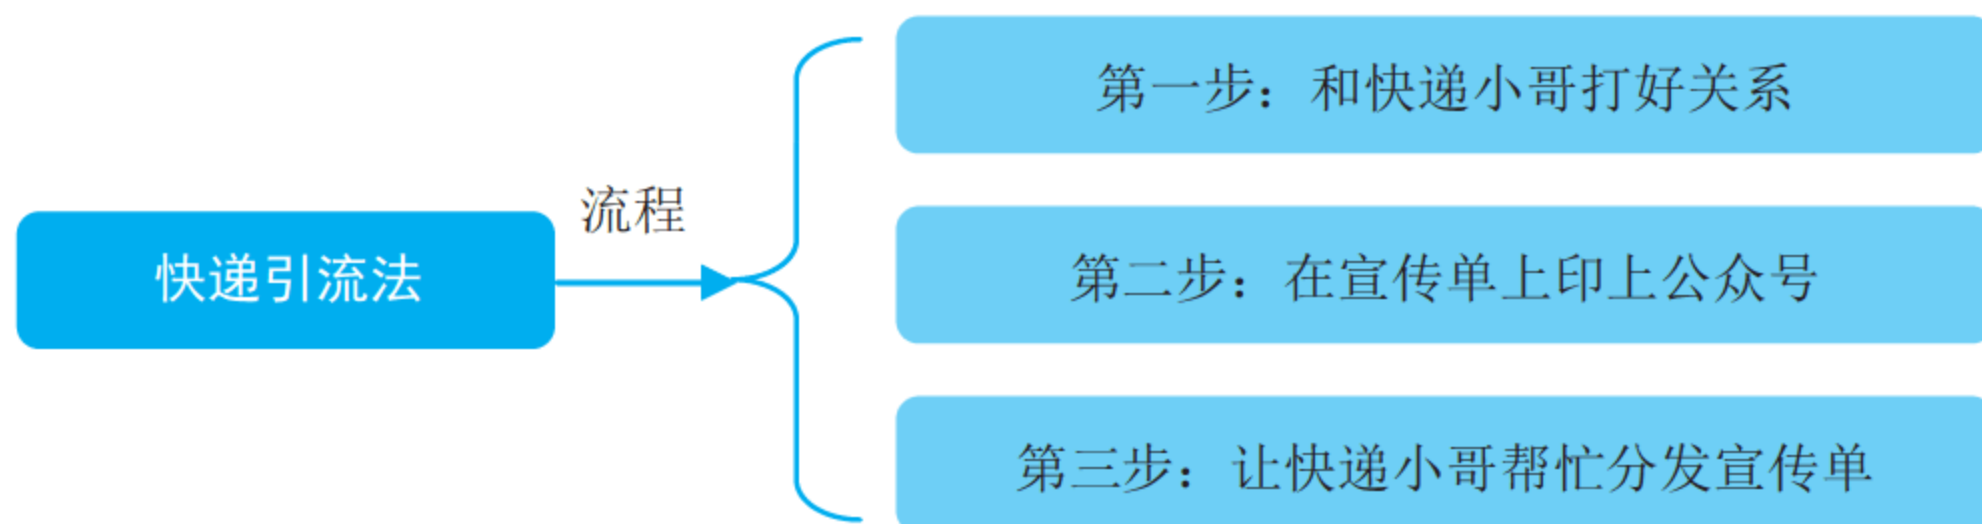 快递引流法
流程
第一步：和快递小哥打好关系
第二步：在宣传单上印上公众号
第三步：让快递小哥帮忙分发宣传单